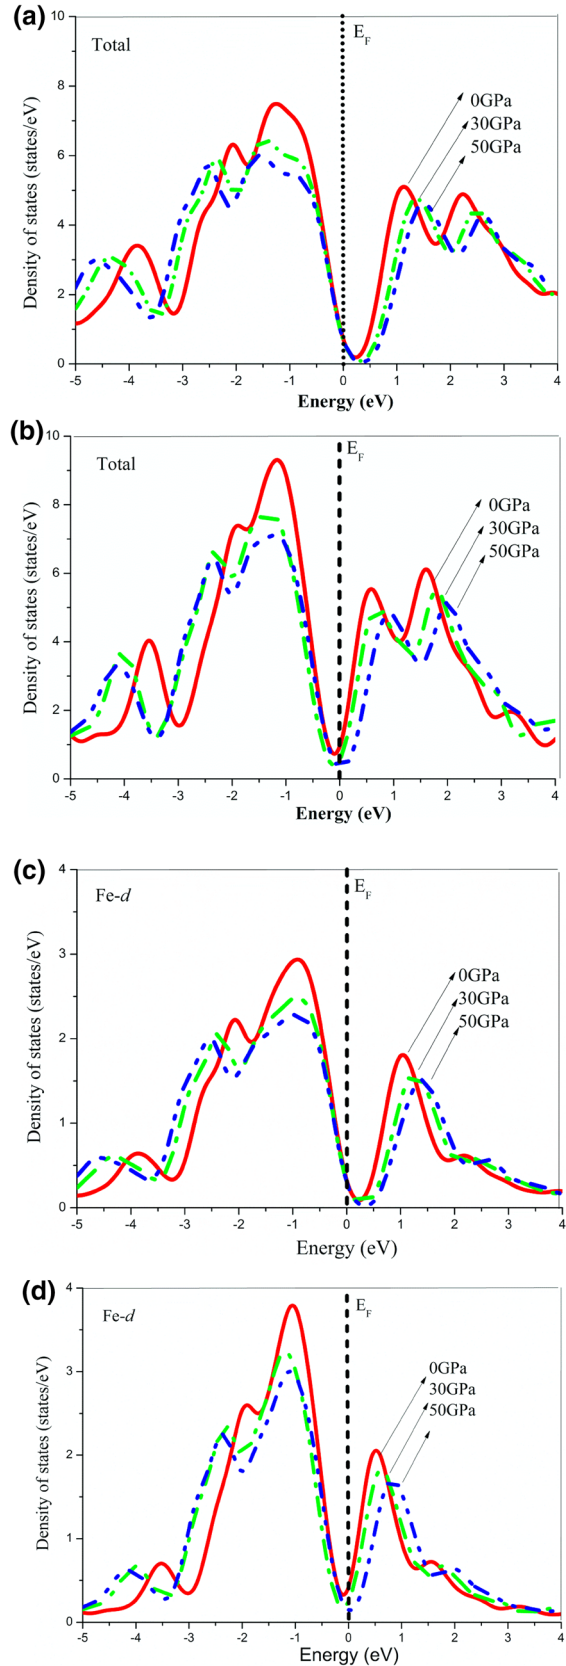 (a)
10
E_F
Total
8
0GPa
30GPa
6
50GPa
4
2
0
Density of states (states/eV)
-5 -4 -3 -2 -1 0 1 2 3 4
Energy (eV)
(b)
10
E_F
Total
8
0GPa
30GPa
50GPa
6
4
2
0
Density of states (states/eV)
-5 -4 -3 -2 -1 0 1 2 3 4
Energy (eV)
(c)
4
E_F
Fe-d
3
0GPa
30GPa
50GPa
2
1
0
Density of states (states/eV)
-5 -4 -3 -2 -1 0 1 2 3 4
Energy (eV)
(d)
4
E_F
Fe-d
3
0GPa
30GPa
50GPa
2
1
0
Density of states (states/eV)
-5 -4 -3 -2 -1 0 1 2 3 4
Energy (eV)